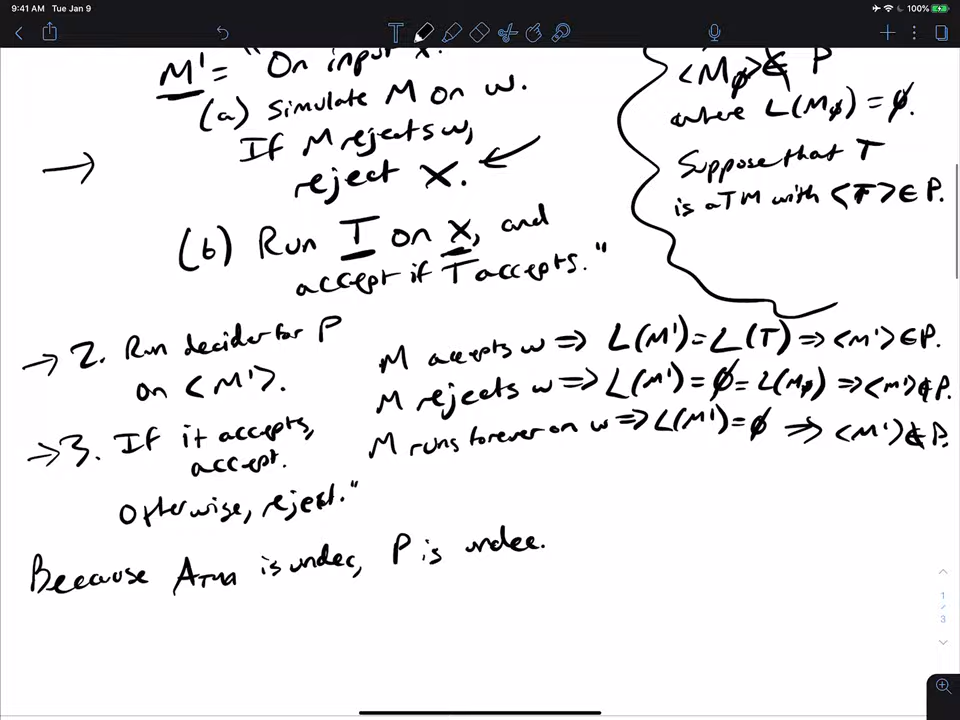 9:41 AM Tue Jan 9
100%
M' = "On input x:
(a) Simulate M on w.
If M rejects w,
reject x.
(b) Run T on x, and
accept if T accepts."
<M∅> ∉ P
where L(M∅) = ∅.
Suppose that T
is a TM with <T> ∈ P.
→ 2. Run decider for P
on <M'>.
→ 3. If it accepts,
accept.
Otherwise, reject."
M accepts w ⇒ L(M') = L(T) ⇒ <M'> ∈ P.
M rejects w ⇒ L(M') = ∅ = L(M∅) ⇒ <M'> ∉ P.
M runs forever on w ⇒ L(M') = ∅ ⇒ <M'> ∉ P.
Because ATM is undec, P is undec.
1
/
3